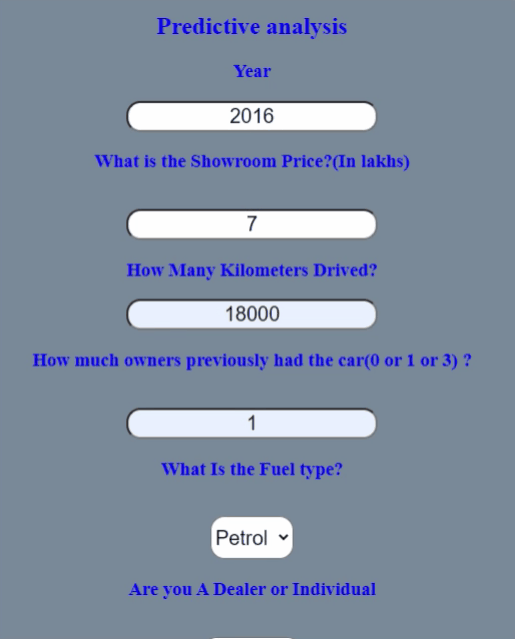 Predictive analysis
Year
2016
What is the Showroom Price?(In lakhs)
7
How Many Kilometers Drived?
18000
How much owners previously had the car(0 or 1 or 3) ?
1
What Is the Fuel type?
Petrol
Are you A Dealer or Individual